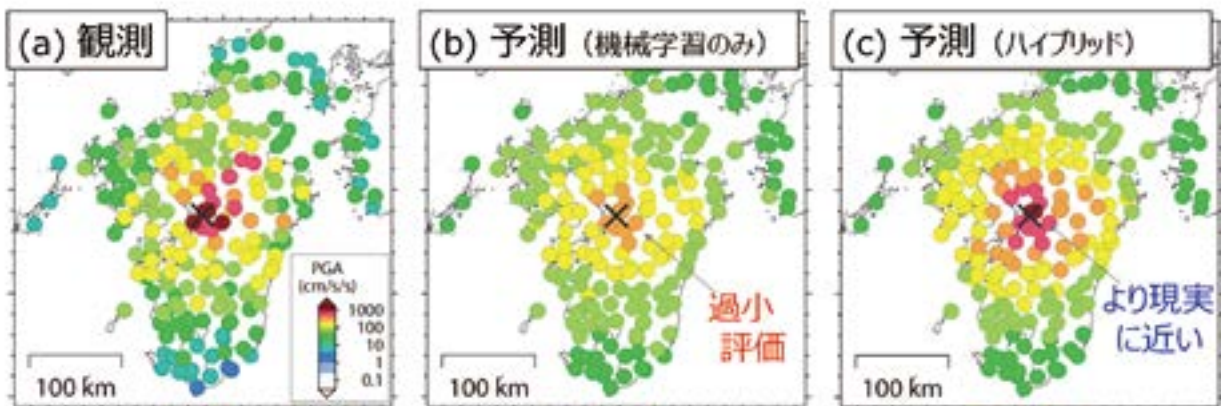 (a) 観測
(b) 予測 (機械学習のみ)
(c) 予測 (ハイブリッド)
PGA
(cm/s/s)
1000
100
10
1
0.1
100 km
過小
評価
100 km
より現実
に近い
100 km